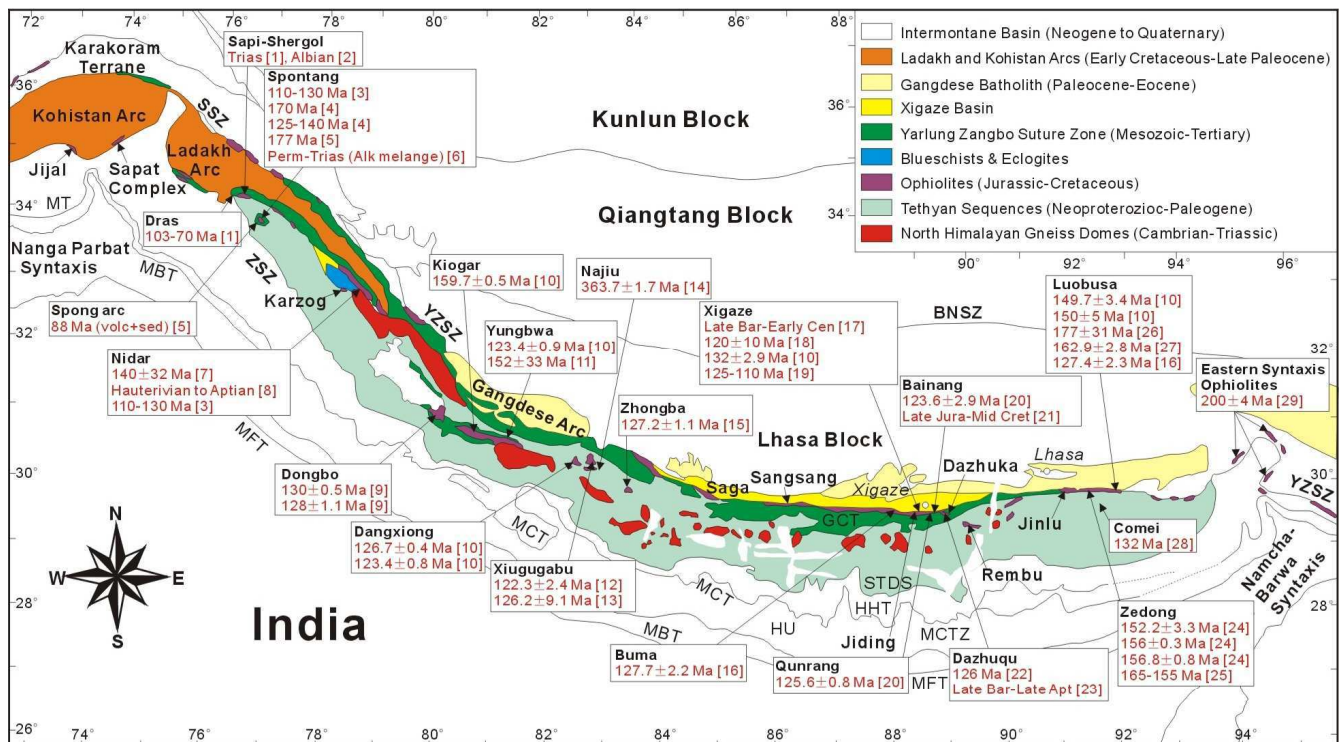 72°
74°
76°
78°
80°
82°
84°
86°
88
Karakoram
Terrane
36°
Kohistan Arc
SSZ
Ladakh
Arc
Jijal
Sapat
Complex
MT
34°
Nanga Parbat
Syntaxis
MBT
ZSZ
Karzog
Sapi-Shergol
Trias [1], Albian [2]
Spontang
110-130 Ma [3]
170 Ma [4]
125-140 Ma [4]
177 Ma [5]
Perm-Trias (Alk melange) [6]
Kunlun Block
Qiangtang Block
36°
34°
Intermontane Basin (Neogene to Quaternary)
Ladakh and Kohistan Arcs (Early Cretaceous-Late Paleocene)
Gangdese Batholith (Paleocene-Eocene)
Xigaze Basin
Yarlung Zangbo Suture Zone (Mesozoic-Tertiary)
Blueschists & Eclogites
Ophiolites (Jurassic-Cretaceous)
Tethyan Sequences (Neoproterozioc-Paleogene)
North Himalayan Gneiss Domes (Cambrian-Triassic)
90
92
94
96
Dras
103-70 Ma [1]
Spong arc
88 Ma (volc+sed) [5]
32°
Nidar
140±32 Ma [7]
Hauterivian to Aptian [8]
110-130 Ma [3]
YZSZ
Kiogar
159.7±0.5 Ma [10]
Yungbwa
123.4±0.9 Ma [10]
152±33 Ma [11]
Najiu
363.7±1.7 Ma [14]
Xigaze
Late Bar-Early Cen [17]
120±10 Ma [18]
132±2.9 Ma [10]
125-110 Ma [19]
BNSZ
Luobusa
149.7±3.4 Ma [10]
150±5 Ma [10]
177±31 Ma [26]
162.9±2.8 Ma [27]
127.4±2.3 Ma [16]
32°
Eastern Syntaxis
Ophiolites
200±4 Ma [29]
Bainang
123.6±2.9 Ma [20]
Late Jura-Mid Cret [21]
Gangdese Arc
Zhongba
127.2±1.1 Ma [15]
Lhasa Block
MFT
30°
Dongbo
130±0.5 Ma [9]
128±1.1 Ma [9]
Saga
Sangsang
Xigaze
Dazhuka
Lhasa
30°
YZSZ
GCT
Jinlu
Comei
132 Ma [28]
Dangxiong
126.7±0.4 Ma [10]
123.4±0.8 Ma [10]
MCT
Xiugugabu
122.3±2.4 Ma [12]
126.2±9.1 Ma [13]
N
W
E
S
28°
India
MCT
MBT
HU
STDS
HHT
MCTZ
Rembu
Jiding
28°
Namcha-
Barwa
Syntaxis
Buma
127.7±2.2 Ma [16]
Qunrang
125.6±0.8 Ma [20]
MFT
Dazhuqu
126 Ma [22]
Late Bar-Late Apt [23]
Zedong
152.2±3.3 Ma [24]
156±0.3 Ma [24]
156.8±0.8 Ma [24]
165-155 Ma [25]
26°
26°
74°
76°
78°
80°
82°
84°
86°
88°
90°
92°
94°